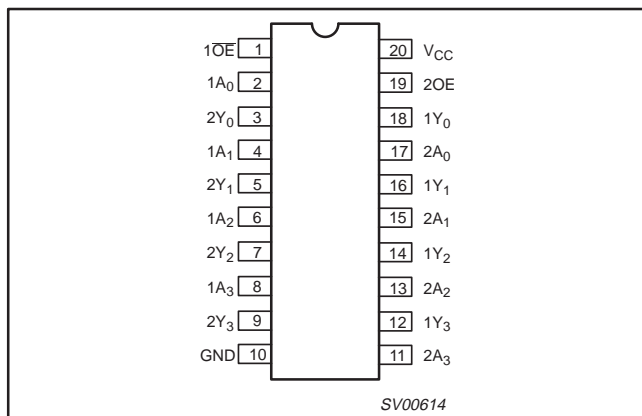 1O̅E̅ 1 20 V_CC
1A₀ 2 19 2OE
2Y₀ 3 18 1Y₀
1A₁ 4 17 2A₀
2Y₁ 5 16 1Y₁
1A₂ 6 15 2A₁
2Y₂ 7 14 1Y₂
1A₃ 8 13 2A₂
2Y₃ 9 12 1Y₃
GND 10 11 2A₃
SV00614